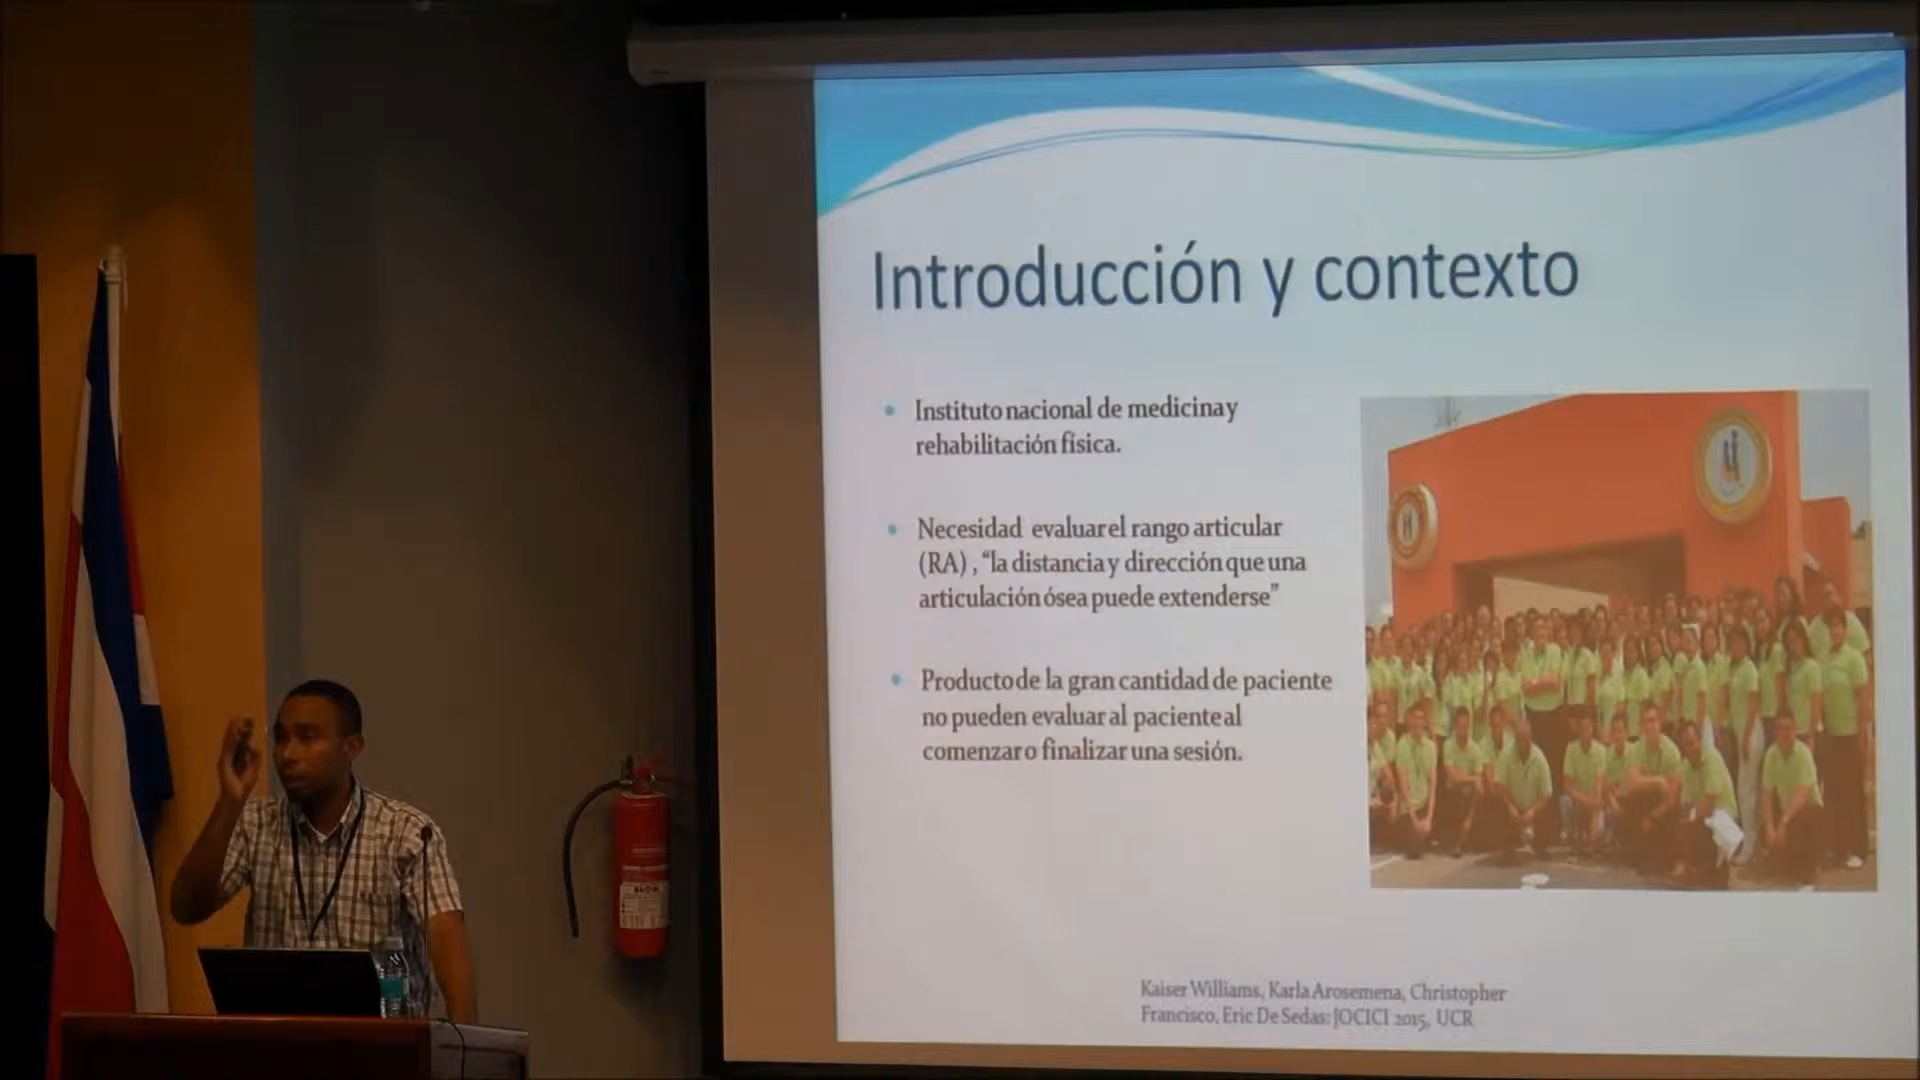 Introducción y contexto
Instituto nacional de medicina y
rehabilitación física.
Necesidad evaluar el rango articular
(RA) , “la distancia y dirección que una
articulación ósea puede extenderse”
Producto de la gran cantidad de paciente
no pueden evaluar al paciente al
comenzar o finalizar una sesión.
Kaiser Williams, Karla Arosemena, Christopher
Francisco, Eric De Sedas: JOCICI 2015, UCR